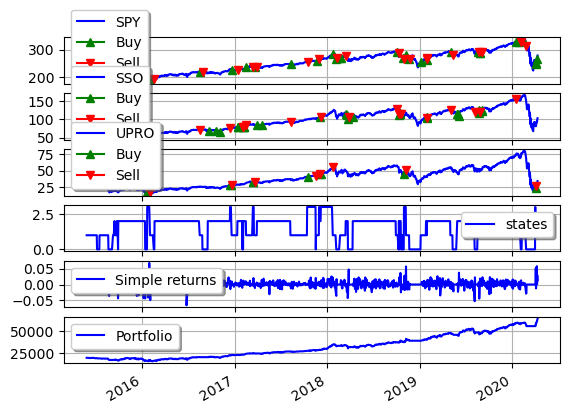 SPY
Buy
Sell
300
200
SSO
Buy
Sell
150
100
50
UPRO
Buy
Sell
75
50
25
2.5
0.0
states
0.05
0.00
−0.05
Simple returns
50000
25000
Portfolio
2016
2017
2018
2019
2020